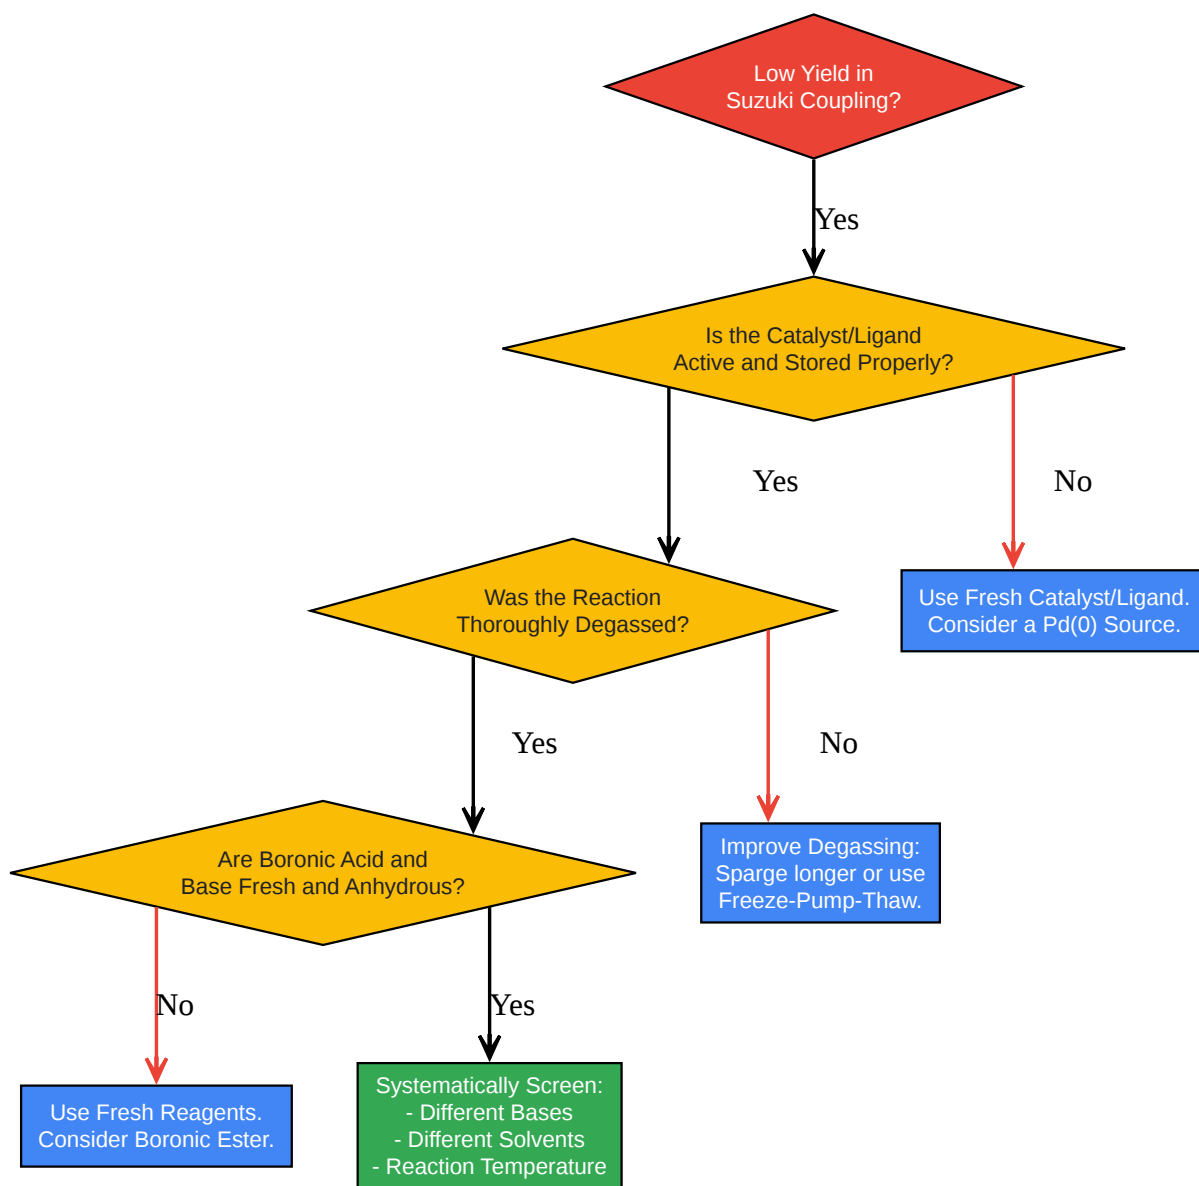 Low Yield in
Suzuki Coupling?
Yes
Is the Catalyst/Ligand
Active and Stored Properly?
Yes
No
Was the Reaction
Thoroughly Degassed?
Use Fresh Catalyst/Ligand.
Consider a Pd(0) Source.
Yes
No
Are Boronic Acid and
Base Fresh and Anhydrous?
Improve Degassing:
Sparge longer or use
Freeze-Pump-Thaw.
No
Yes
Use Fresh Reagents.
Consider Boronic Ester.
Systematically Screen:
- Different Bases
- Different Solvents
- Reaction Temperature